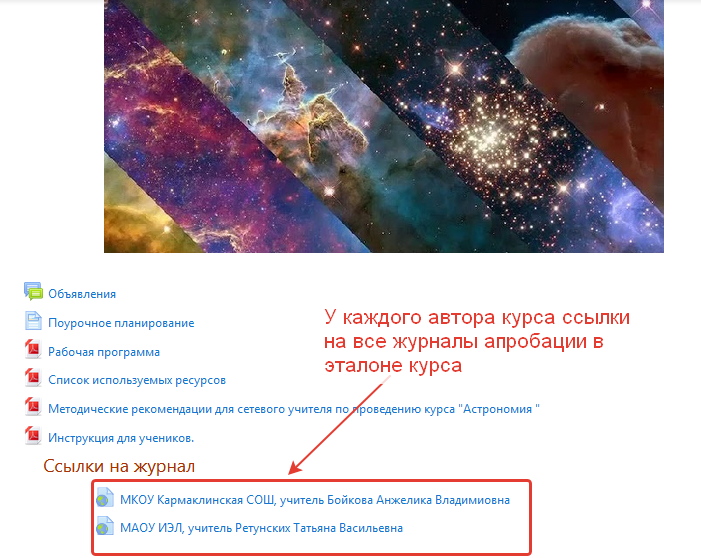 Объявления
Поурочное планирование
У каждого автора курса ссылки
на все журналы апробации в
эталоне курса
Рабочая программа
Список используемых ресурсов
Методические рекомендации для сетевого учителя по проведению курса "Астрономия "
Инструкция для учеников.
Ссылки на журнал
МКОУ Кармаклинская СОШ, учитель Бойкова Анжелика Владимиовна
МАОУ ИЭЛ, учитель Ретунских Татьяна Васильевна